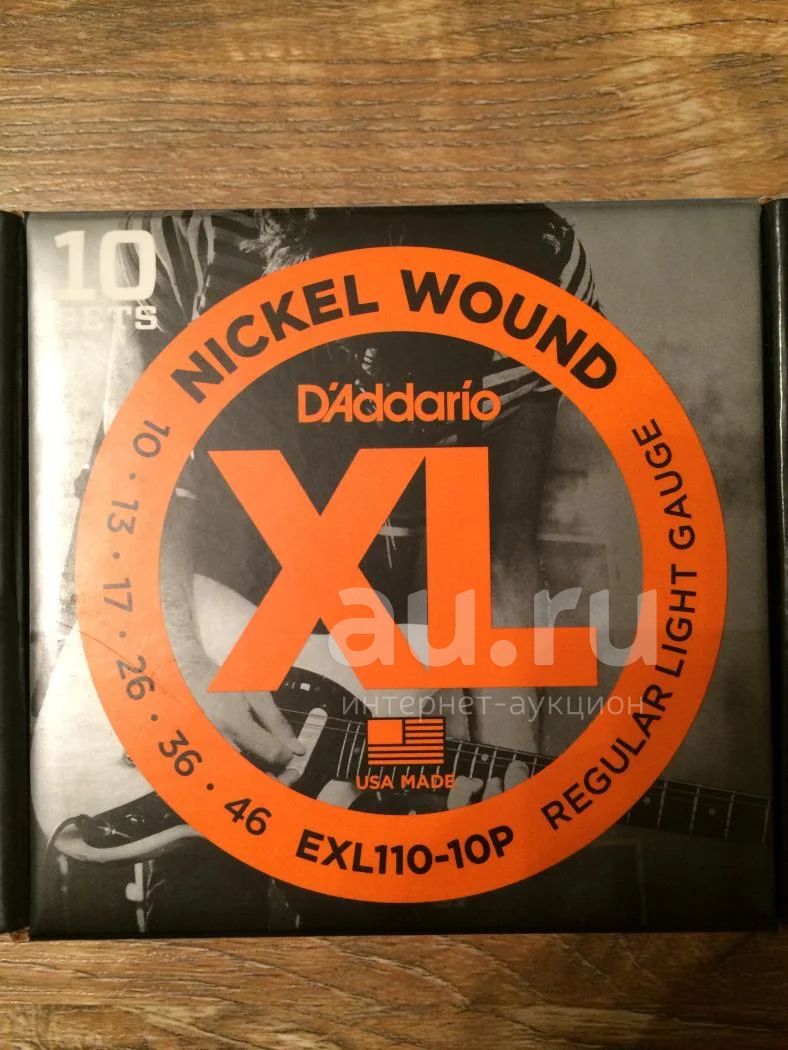 10
SETS
NICKEL WOUND
D'Addario
XL
10 · 13 · 17 · 26 · 36 · 46
REGULAR LIGHT GAUGE
USA MADE
EXL110-10P
au.ru
интернет-аукцион